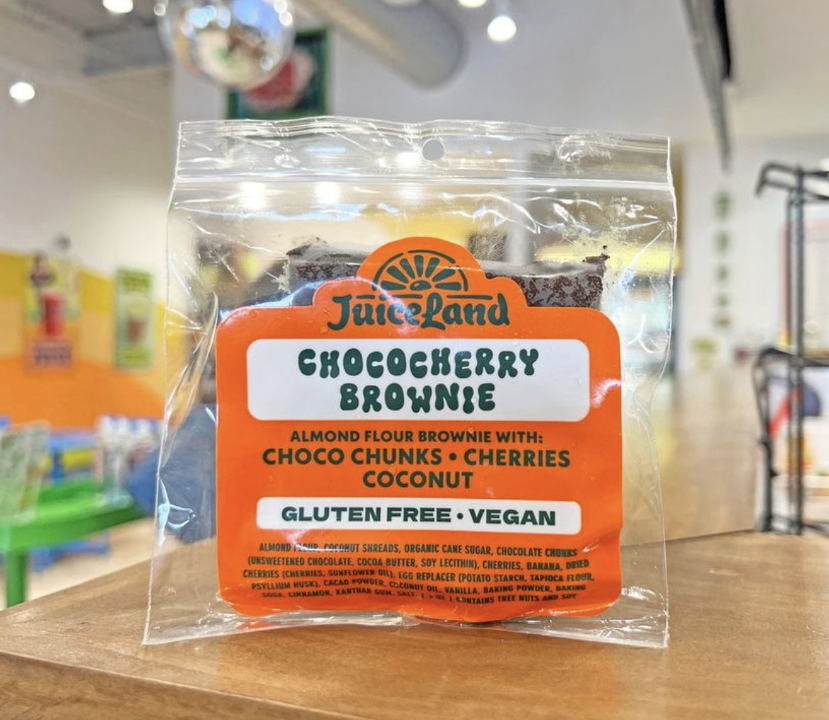 JuiceLand
CHOCOCHERRY
BROWNIE
ALMOND FLOUR BROWNIE WITH:
CHOCO CHUNKS • CHERRIES
COCONUT
GLUTEN FREE • VEGAN
ALMOND FLOUR, COCONUT SHREDS, ORGANIC CANE SUGAR, CHOCOLATE CHUNKS
(UNSWEETENED CHOCOLATE, COCOA BUTTER, SOY LECITHIN), CHERRIES, BANANA, DRIED
CHERRIES (CHERRIES, SUNFLOWER OIL), EGG REPLACER (POTATO STARCH, TAPIOCA FLOUR,
PSYLLIUM HUSK), CACAO POWDER, COCONUT OIL, VANILLA, BAKING POWDER, BAKING
SODA, CINNAMON, XANTHAN GUM, SALT. CONTAINS TREE NUTS AND SOY